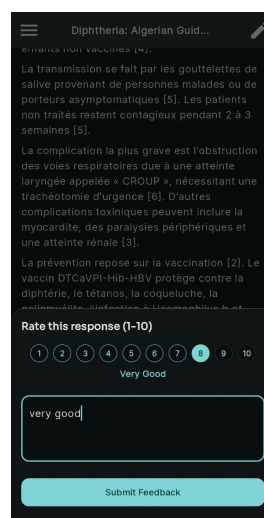 Diphtheria: Algerian Guid...
enfants non vaccinés [4].
La transmission se fait par les gouttelettes de
salive provenant de personnes malades ou de
porteurs asymptomatiques [5]. Les patients
non traités restent contagieux pendant 2 à 3
semaines [5].
La complication la plus grave est l'obstruction
des voies respiratoires due à une atteinte
laryngée appelée « CROUP », nécessitant une
trachéotomie d'urgence [6]. D'autres
complications toxiniques peuvent inclure la
myocardite, des paralysies périphériques et
une atteinte rénale [3].
La prévention repose sur la vaccination [2]. Le
vaccin DTCaVPI-Hib-HBV protège contre la
diphtérie, le tétanos, la coqueluche, la
poliomyélite, l'infection à Haemophilus b et
Rate this response (1-10)
1 2 3 4 5 6 7 8 9 10
Very Good
very good
Submit Feedback